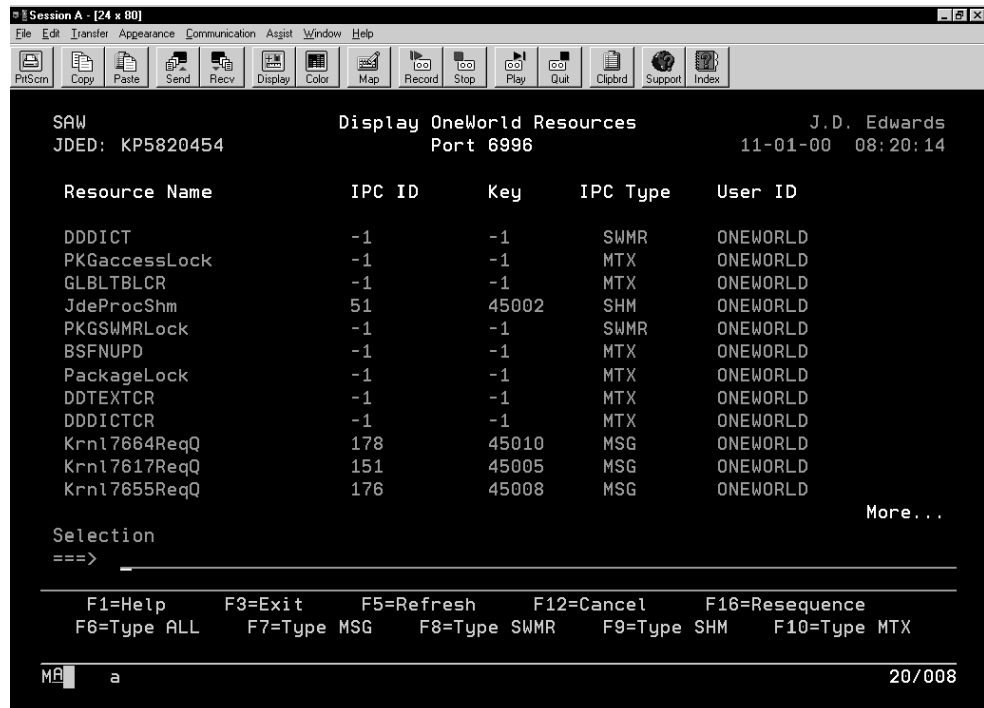 Session A - [24 x 80]
File Edit Transfer Appearance Communication Assist Window Help
PrtScrn Copy Paste Send Recv Display Color Map Record Stop Play Quit Clipbrd Support Index
SAW Display OneWorld Resources J.D. Edwards
JDED: KP5820454 Port 6996 11-01-00 08:20:14
Resource Name IPC ID Key IPC Type User ID
DDDICT -1 -1 SWMR ONEWORLD
PKGaccessLock -1 -1 MTX ONEWORLD
GLBLTBLCR -1 -1 MTX ONEWORLD
JdeProcShm 51 45002 SHM ONEWORLD
PKGSWMRLock -1 -1 SWMR ONEWORLD
BSFNUPD -1 -1 MTX ONEWORLD
PackageLock -1 -1 MTX ONEWORLD
DDTEXTCR -1 -1 MTX ONEWORLD
DDDICTCR -1 -1 MTX ONEWORLD
Krnl7664ReqQ 178 45010 MSG ONEWORLD
Krnl7617ReqQ 151 45005 MSG ONEWORLD
Krnl7655ReqQ 176 45008 MSG ONEWORLD
More...
Selection
===>
F1=Help F3=Exit F5=Refresh F12=Cancel F16=Resequence
F6=Type ALL F7=Type MSG F8=Type SWMR F9=Type SHM F10=Type MTX
MA a 20/008